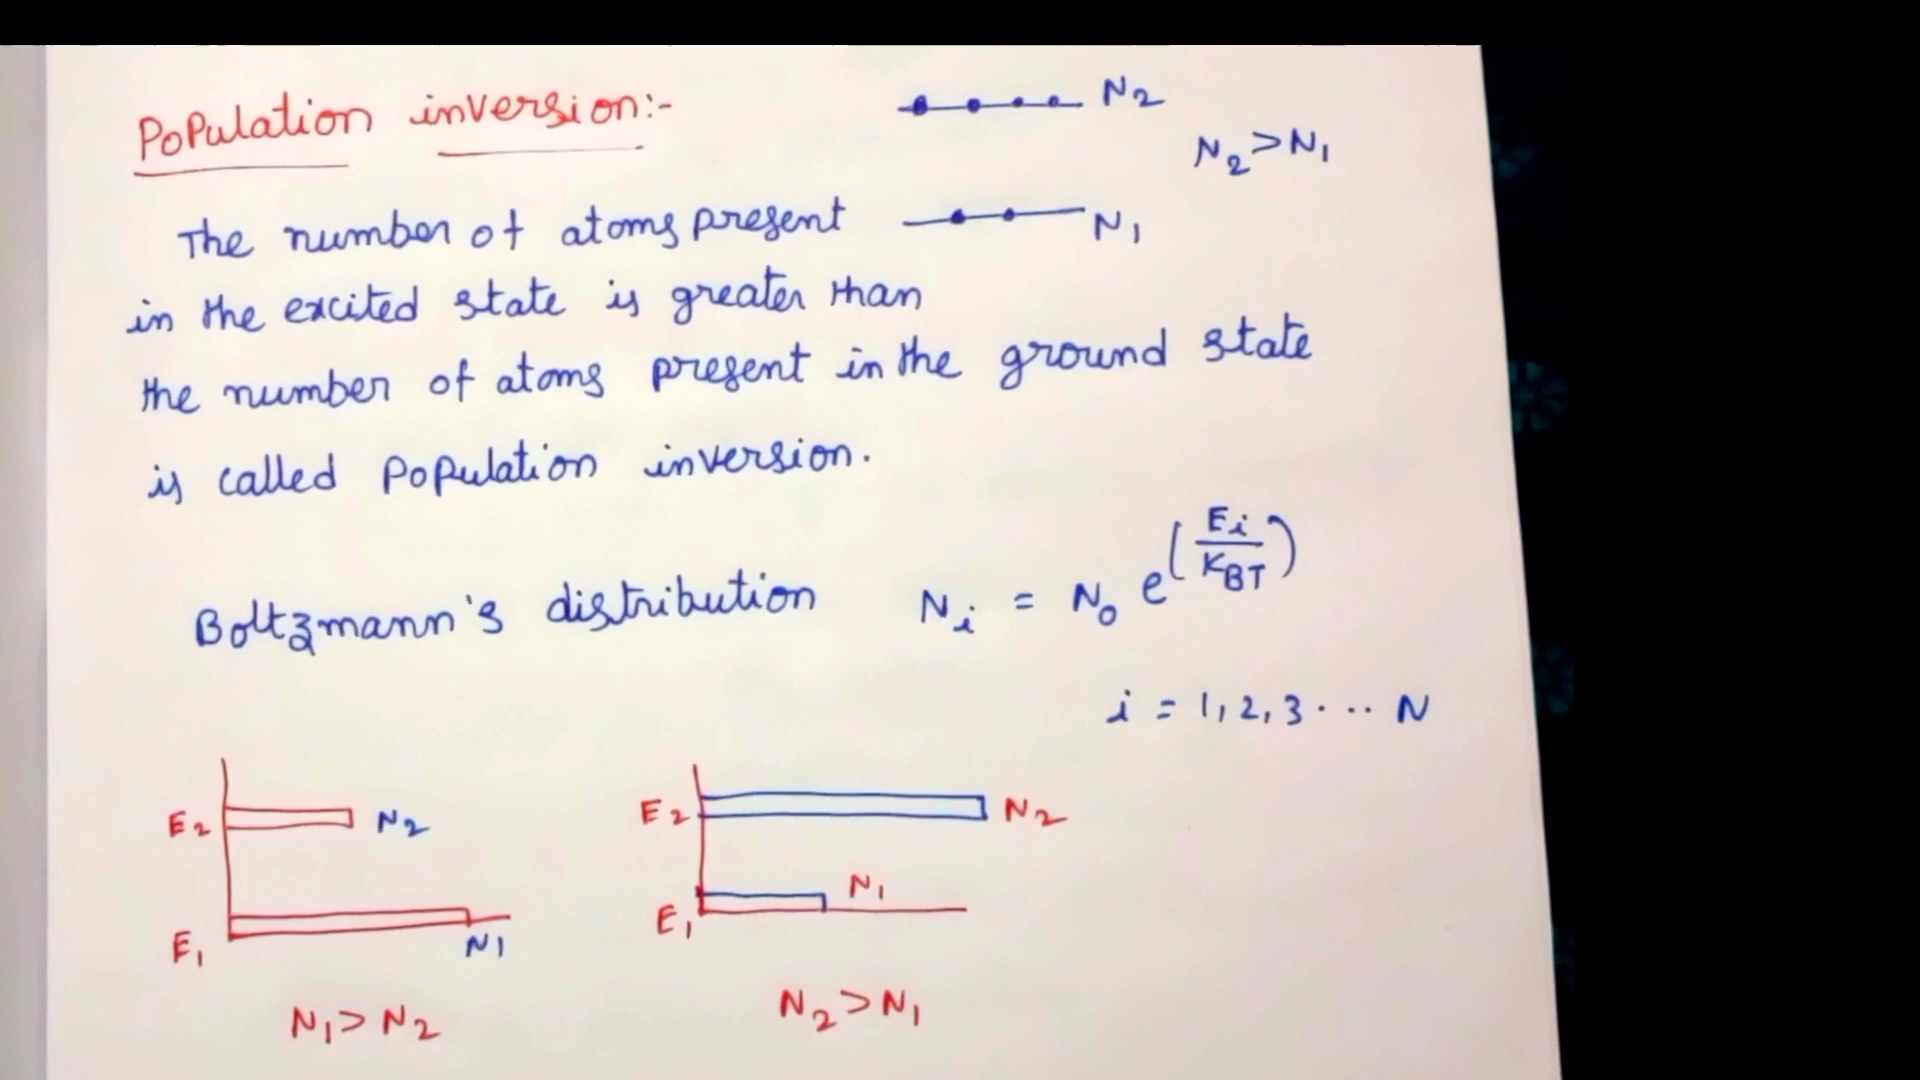 Population inversion:-
N2
N2 > N1
The number of atoms present
N1
in the excited state is greater than
the number of atoms present in the ground state
is called population inversion.
Boltzmann's distribution Ni = N0 e^(Ei/KBT)
i = 1, 2, 3 ... N
E2 N2
E1 N1
N1 > N2
E2 N2
E1 N1
N2 > N1